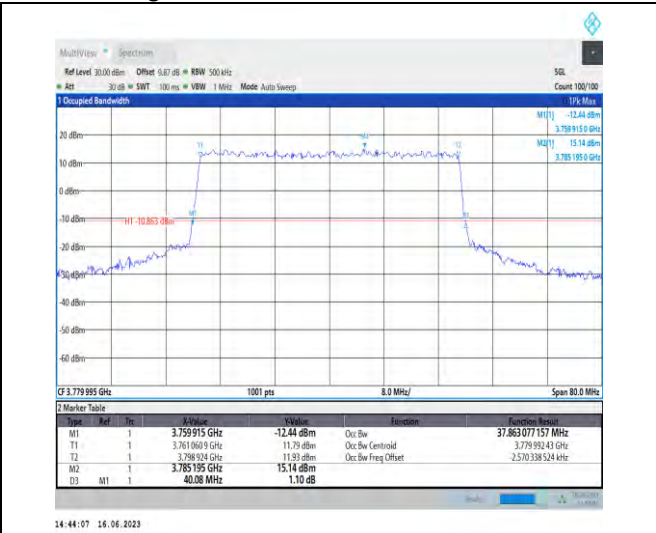 MultiView Spectrum
Ref Level 30.00 dBm Offset 9.87 dB RBW 500 kHz SGL
Att 30 dB SWT 100 ms VBW 1 MHz Mode Auto Sweep Count 100/100
1 Occupied Bandwidth 1Pk Max
M1[1] -12.44 dBm
3.759 915 0 GHz
20 dBm M2[1] 15.14 dBm
3.785 195 0 GHz
T1 M2 T2
10 dBm
0 dBm
-10 dBm M1
H1 -10.863 dBm
-20 dBm
-30 dBm
-40 dBm
-50 dBm
-60 dBm
CF 3.779 995 GHz 1001 pts 8.0 MHz/ Span 80.0 MHz
2 Marker Table
Type Ref Trc X-Value Y-Value Function Function Result
M1 1 3.759 915 GHz -12.44 dBm Occ Bw 37.863 077 157 MHz
T1 1 3.761 060 9 GHz 11.79 dBm Occ Bw Centroid 3.779 992 43 GHz
T2 1 3.798 924 GHz 11.93 dBm Occ Bw Freq Offset -2.570 338 524 kHz
M2 1 3.785 195 GHz 15.14 dBm
D3 M1 1 40.08 MHz 1.10 dB
14:44:07 16.06.2023